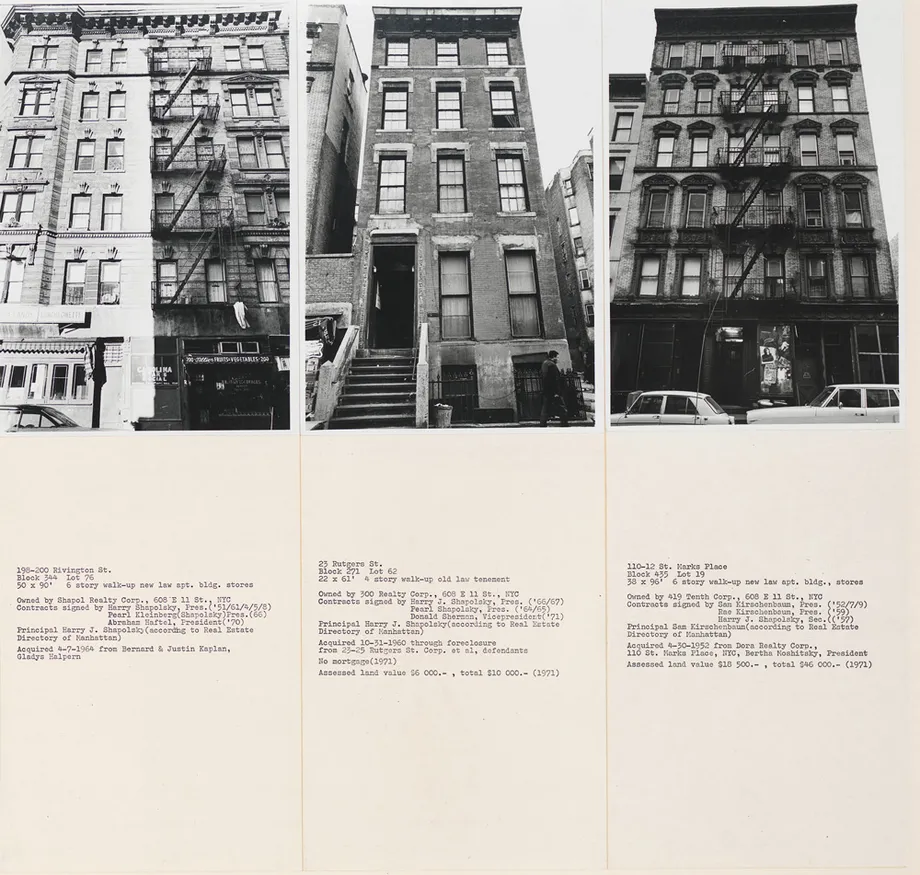 FRUITS & VEGETABLES
CAROLINA
198-200 Rivington St.
Block 344 Lot 76
50 x 90' 6 story walk-up new law apt. bldg. stores
Owned by Shapol Realty Corp., 608 E 11 St., NYC
Contracts signed by Harry Shapolsky, Pres.('51/61/4/5/8)
Pearl Kleinberg(Shapolsky)Pres.(66)
Abraham Haftel, President('70)
Principal Harry J. Shapolsky(according to Real Estate
Directory of Manhattan)
Acquired 4-7-1964 from Bernard & Justin Kaplan,
Gladys Halpern
23 Rutgers St.
Block 271 Lot 62
22 x 61' 4 story walk-up old law tenement
Owned by 300 Realty Corp., 608 E 11 St., NYC
Contracts signed by Harry J. Shapolsky, Pres. ('66/67)
Pearl Shapolsky, Pres. ('64/65)
Donald Sherman, Vicepresident('71)
Principal Harry J. Shapolsky(according to Real Estate
Directory of Manhattan)
Acquired 10-31-1960 through foreclosure
from 23-25 Rutgers St. Corp. et al, defendants
No mortgage(1971)
Assessed land value $6 000.- , total $10 000.- (1971)
110-12 St. Marks Place
Block 435 Lot 19
38 x 96' 6 story walk-up new law apt. bldg., stores
Owned by 419 Tenth Corp., 608 E 11 St., NYC
Contracts signed by Sam Kirschenbaum, Pres. ('52/7/9)
Rae Kirschenbaum, Pres. ('59)
Harry J. Shapolsky, Sec.(('57)
Principal Sam Kirschenbaum(according to Real Estate
Directory of Manhattan)
Acquired 4-30-1952 from Dora Realty Corp.,
110 St. Marks Place, NYC, Bertha Moshitsky, President
Assessed land value $18 500.- , total $46 000.- (1971)